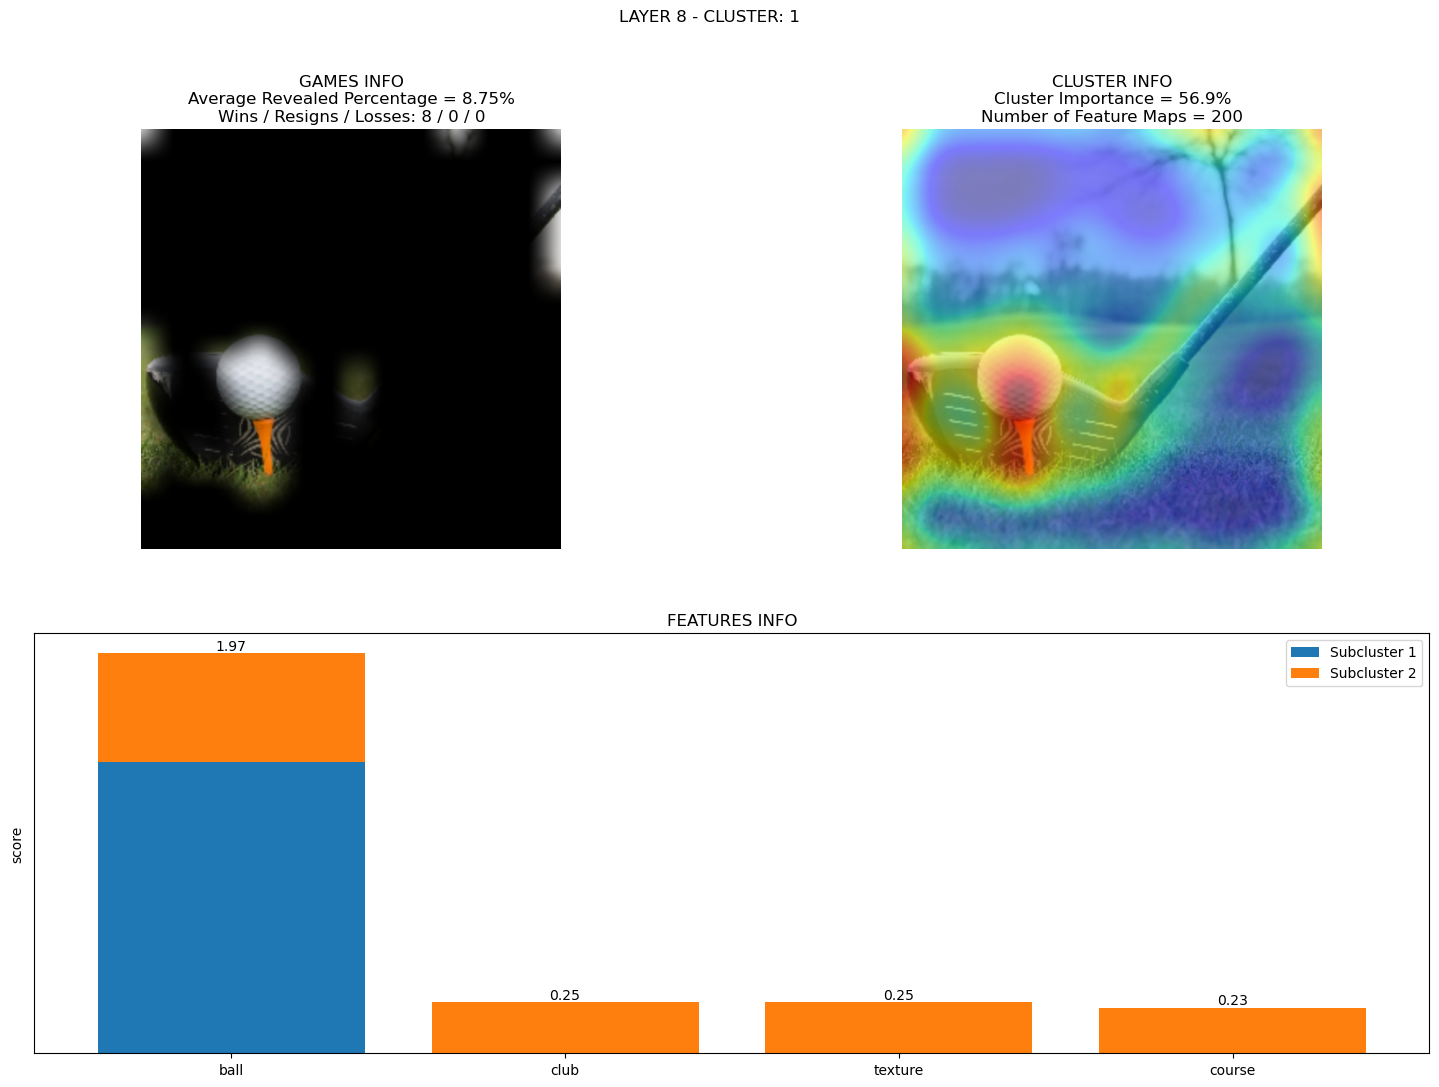 LAYER 8 - CLUSTER: 1
GAMES INFO
Average Revealed Percentage = 8.75%
Wins / Resigns / Losses: 8 / 0 / 0
CLUSTER INFO
Cluster Importance = 56.9%
Number of Feature Maps = 200
FEATURES INFO
score
1.97
0.25
0.25
0.23
Subcluster 1
Subcluster 2
ball
club
texture
course